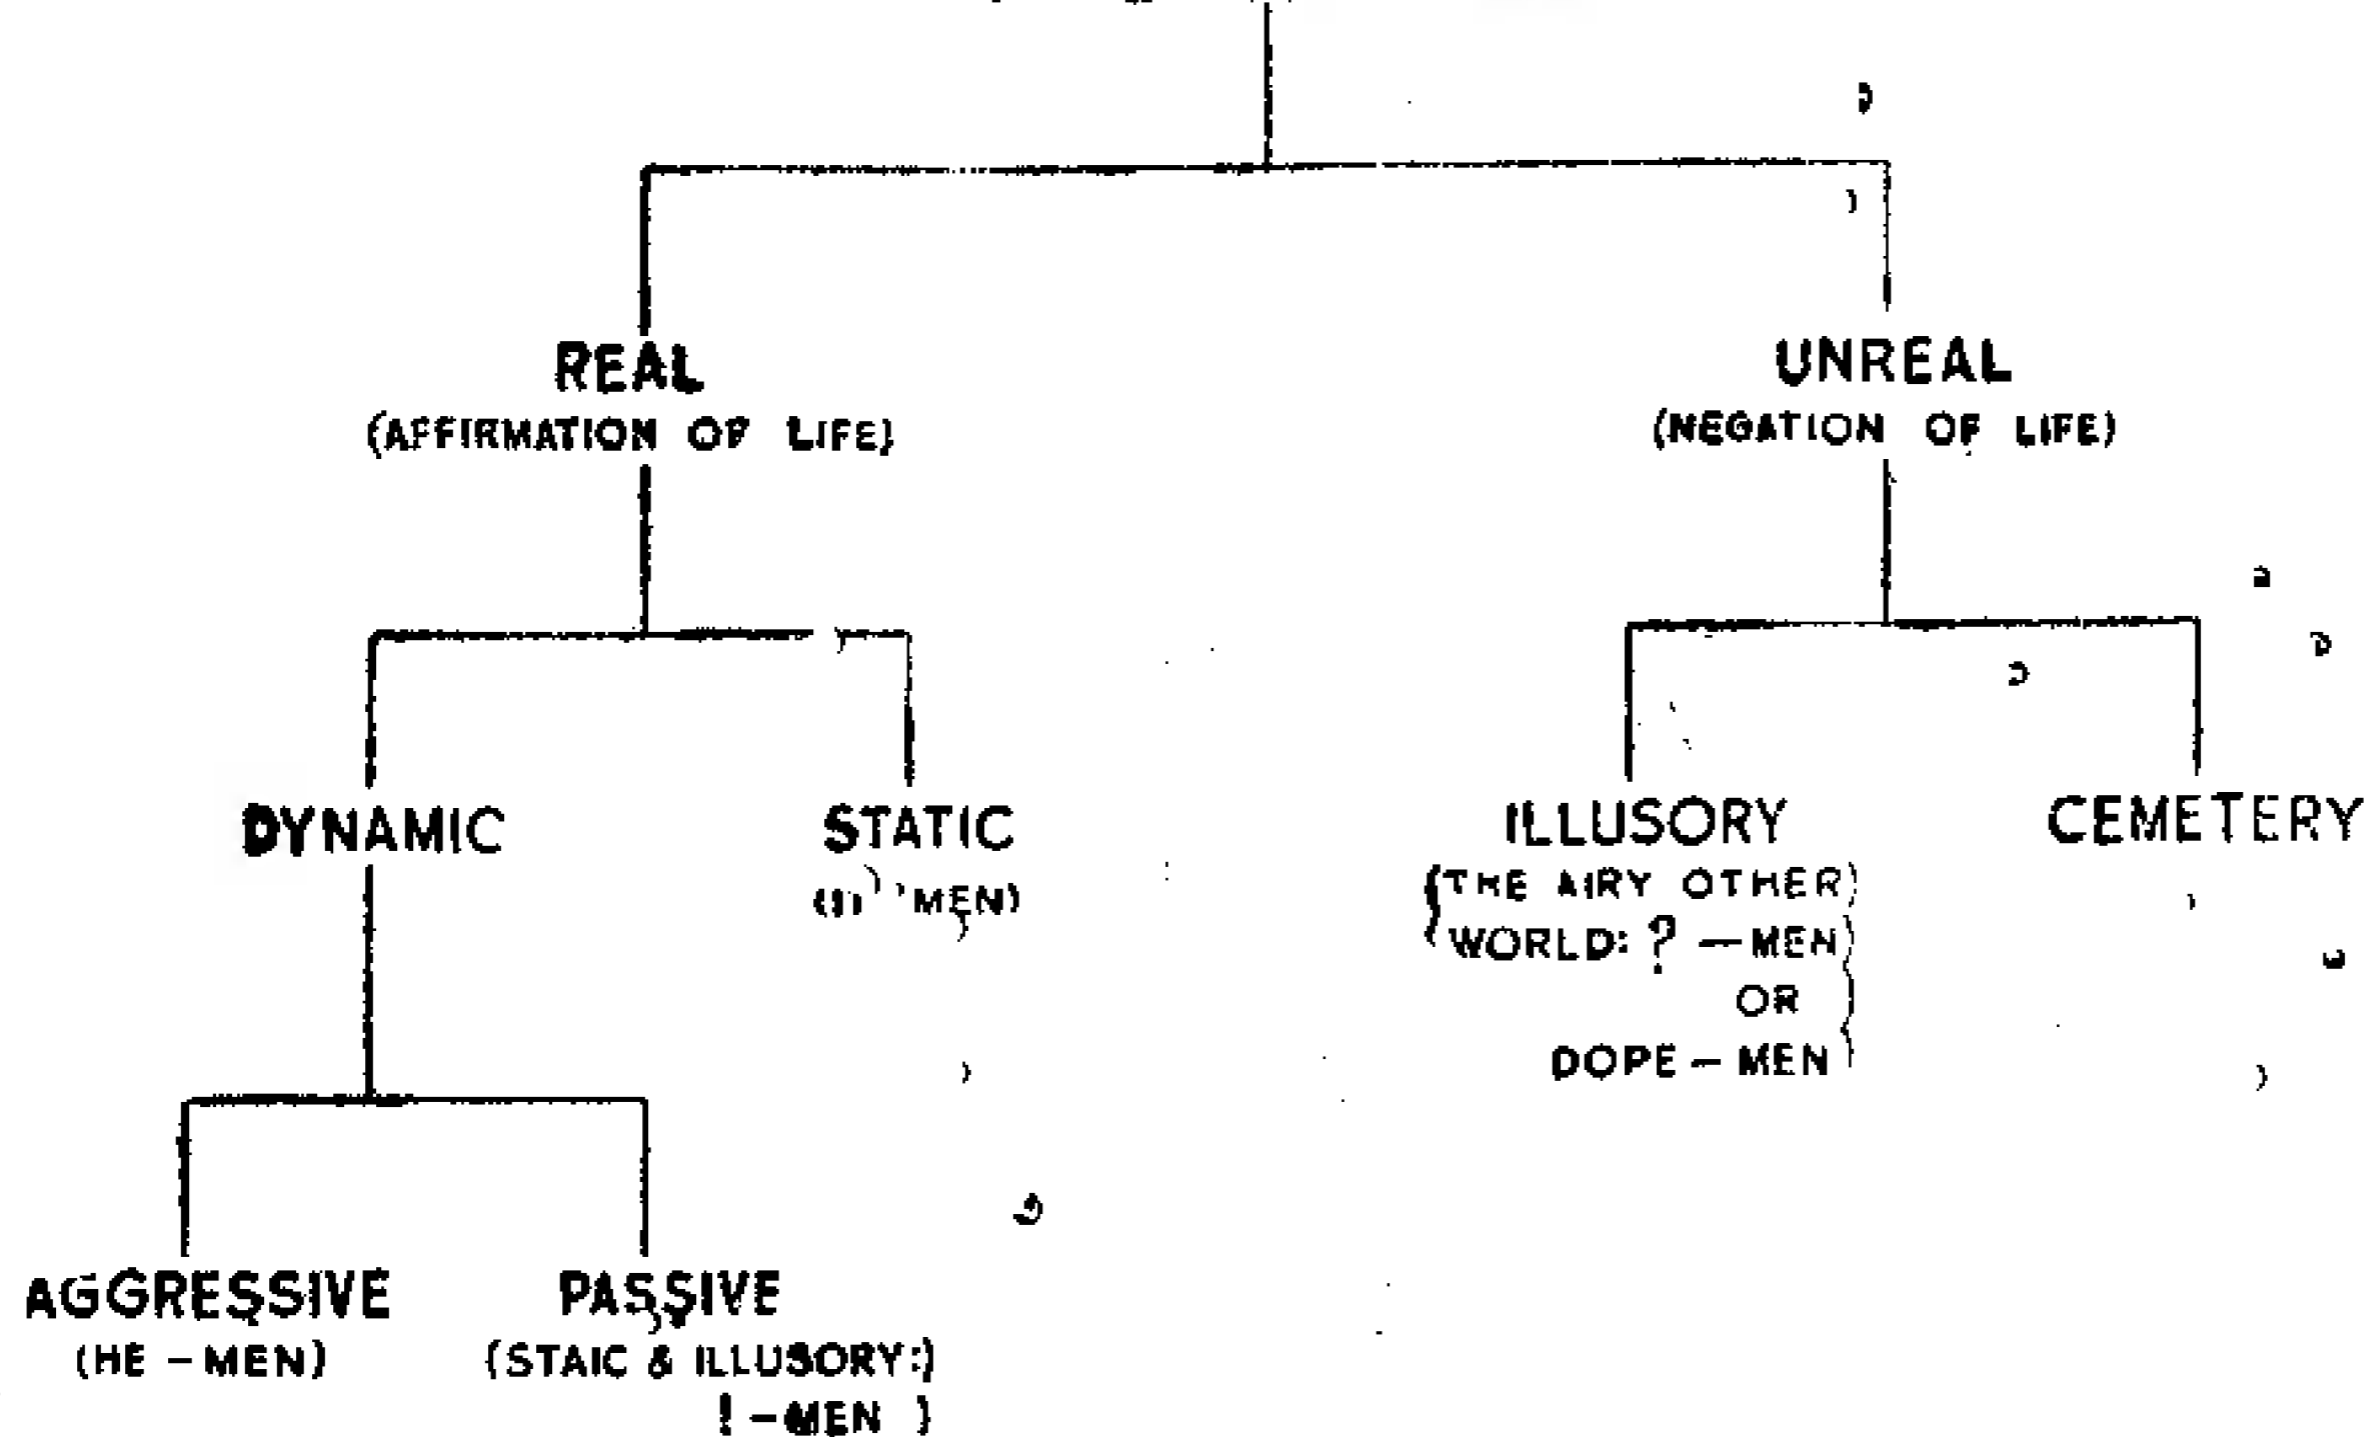 REAL
(AFFIRMATION OF LIFE)
UNREAL
(NEGATION OF LIFE)
DYNAMIC
STATIC
MEN)
ILLUSORY
(THE AIRY OTHER)
(WORLD: ? – MEN)
OR
DOPE – MEN
CEMETERY
AGGRESSIVE
(HE – MEN)
PASSIVE
(STAIC & ILLUSORY:)
! – MEN )